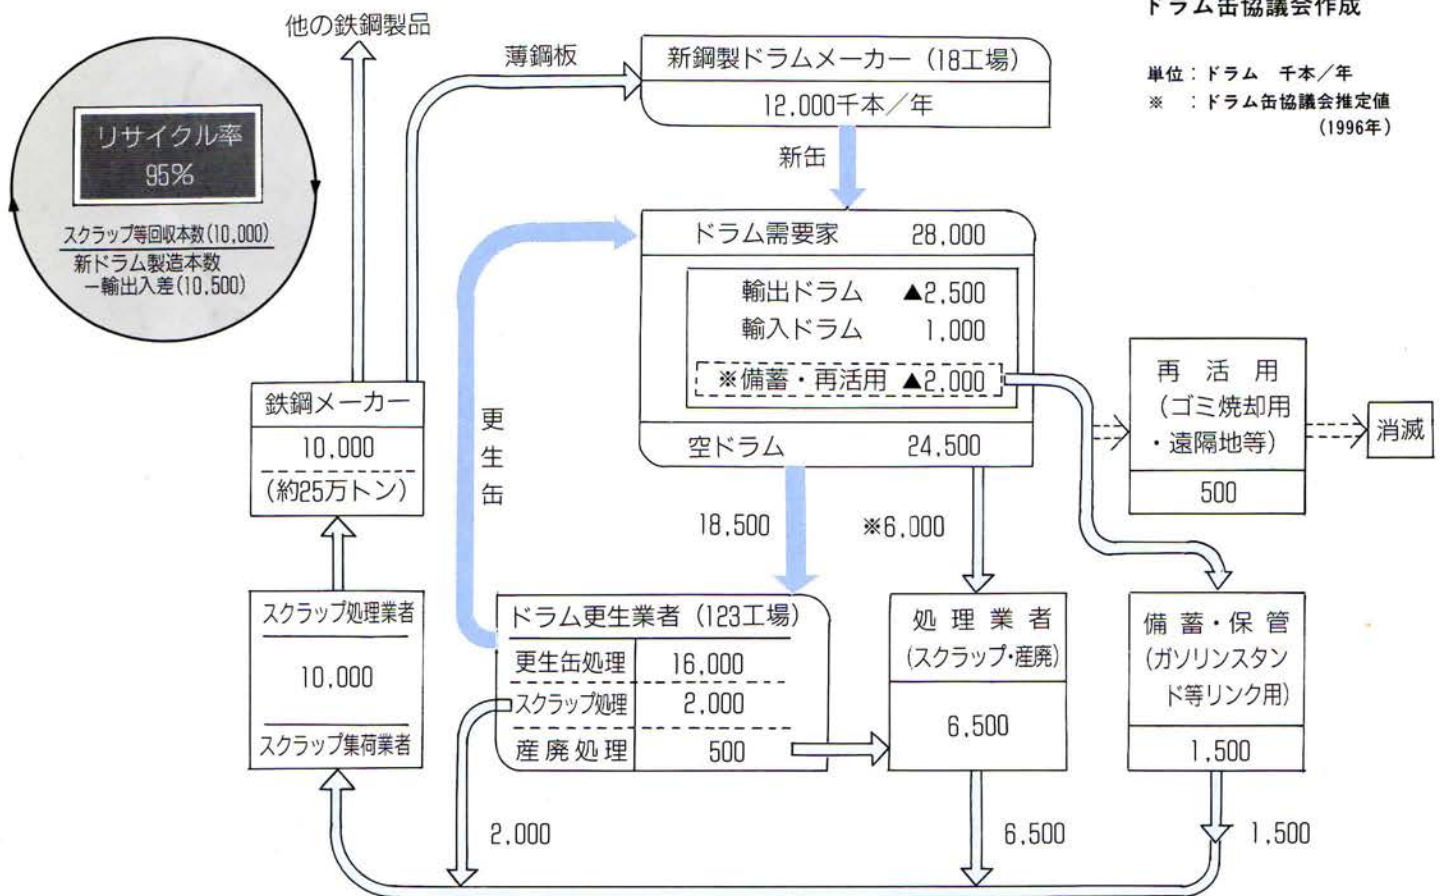 ドラム缶協議会作成
単位：ドラム 千本／年
※ ：ドラム缶協議会推定値
(1996年)
他の鉄鋼製品
薄鋼板
新鋼製ドラムメーカー（18工場）
12,000千本／年
リサイクル率
95%
スクラップ等回収本数(10,000)
新ドラム製造本数
－輸出入差(10,500)
新缶
ドラム需要家 28,000
輸出ドラム ▲2,500
輸入ドラム 1,000
※備蓄・再活用 ▲2,000
空ドラム 24,500
再活用
（ゴミ焼却用
・遠隔地等）
500
消滅
鉄鋼メーカー
10,000
(約25万トン)
更生缶
18,500
※6,000
スクラップ処理業者
10,000
スクラップ集荷業者
ドラム更生業者（123工場）
更生缶処理 16,000
スクラップ処理 2,000
産廃処理 500
処理業者
(スクラップ・産廃)
6,500
備蓄・保管
(ガソリンスタン
ド等リンク用)
1,500
2,000
6,500
1,500